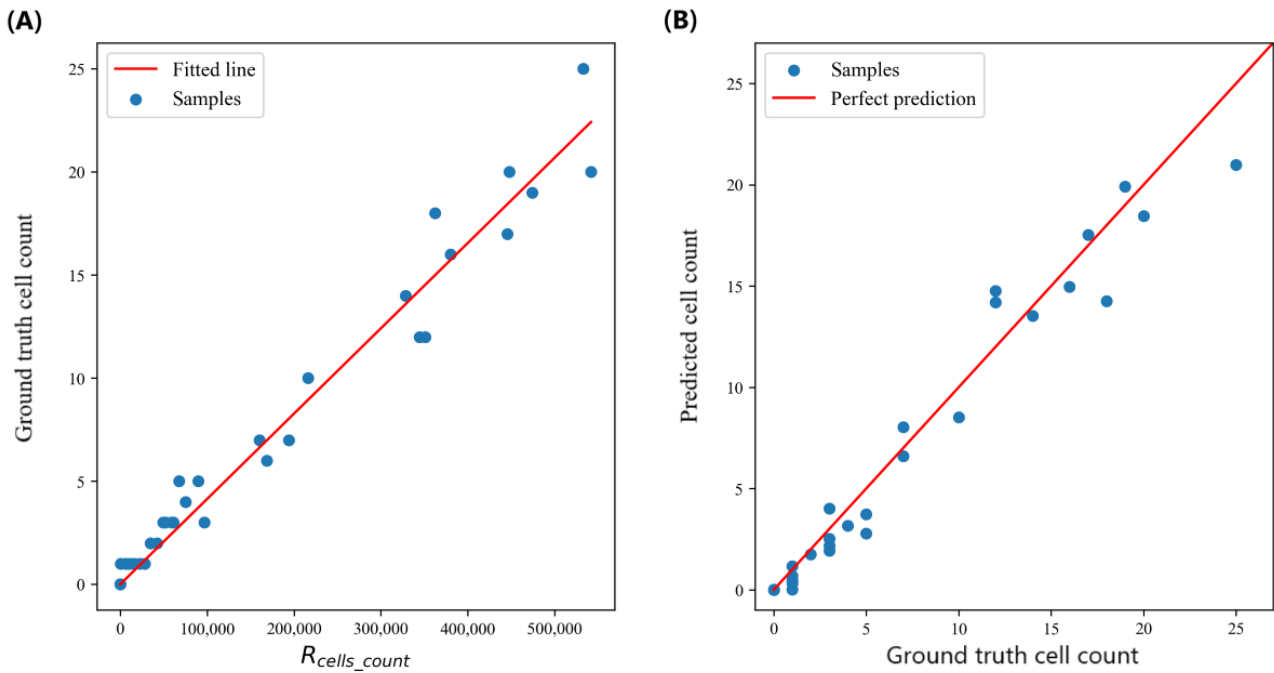 (A)
Fitted line
Samples
Ground truth cell count
25
20
15
10
5
0
0 100,000 200,000 300,000 400,000 500,000
R_cells_count
(B)
Samples
Perfect prediction
Predicted cell count
25
20
15
10
5
0
0 5 10 15 20 25
Ground truth cell count